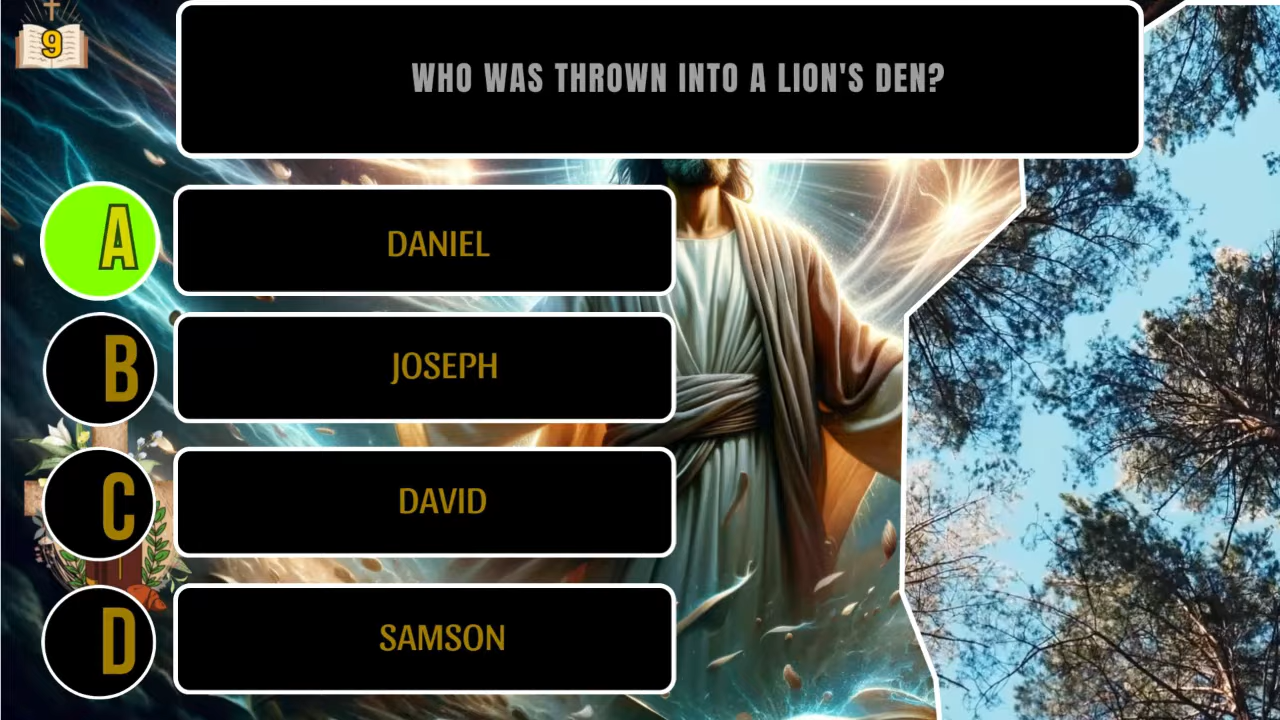 9
WHO WAS THROWN INTO A LION'S DEN?
A
DANIEL
B
JOSEPH
C
DAVID
D
SAMSON